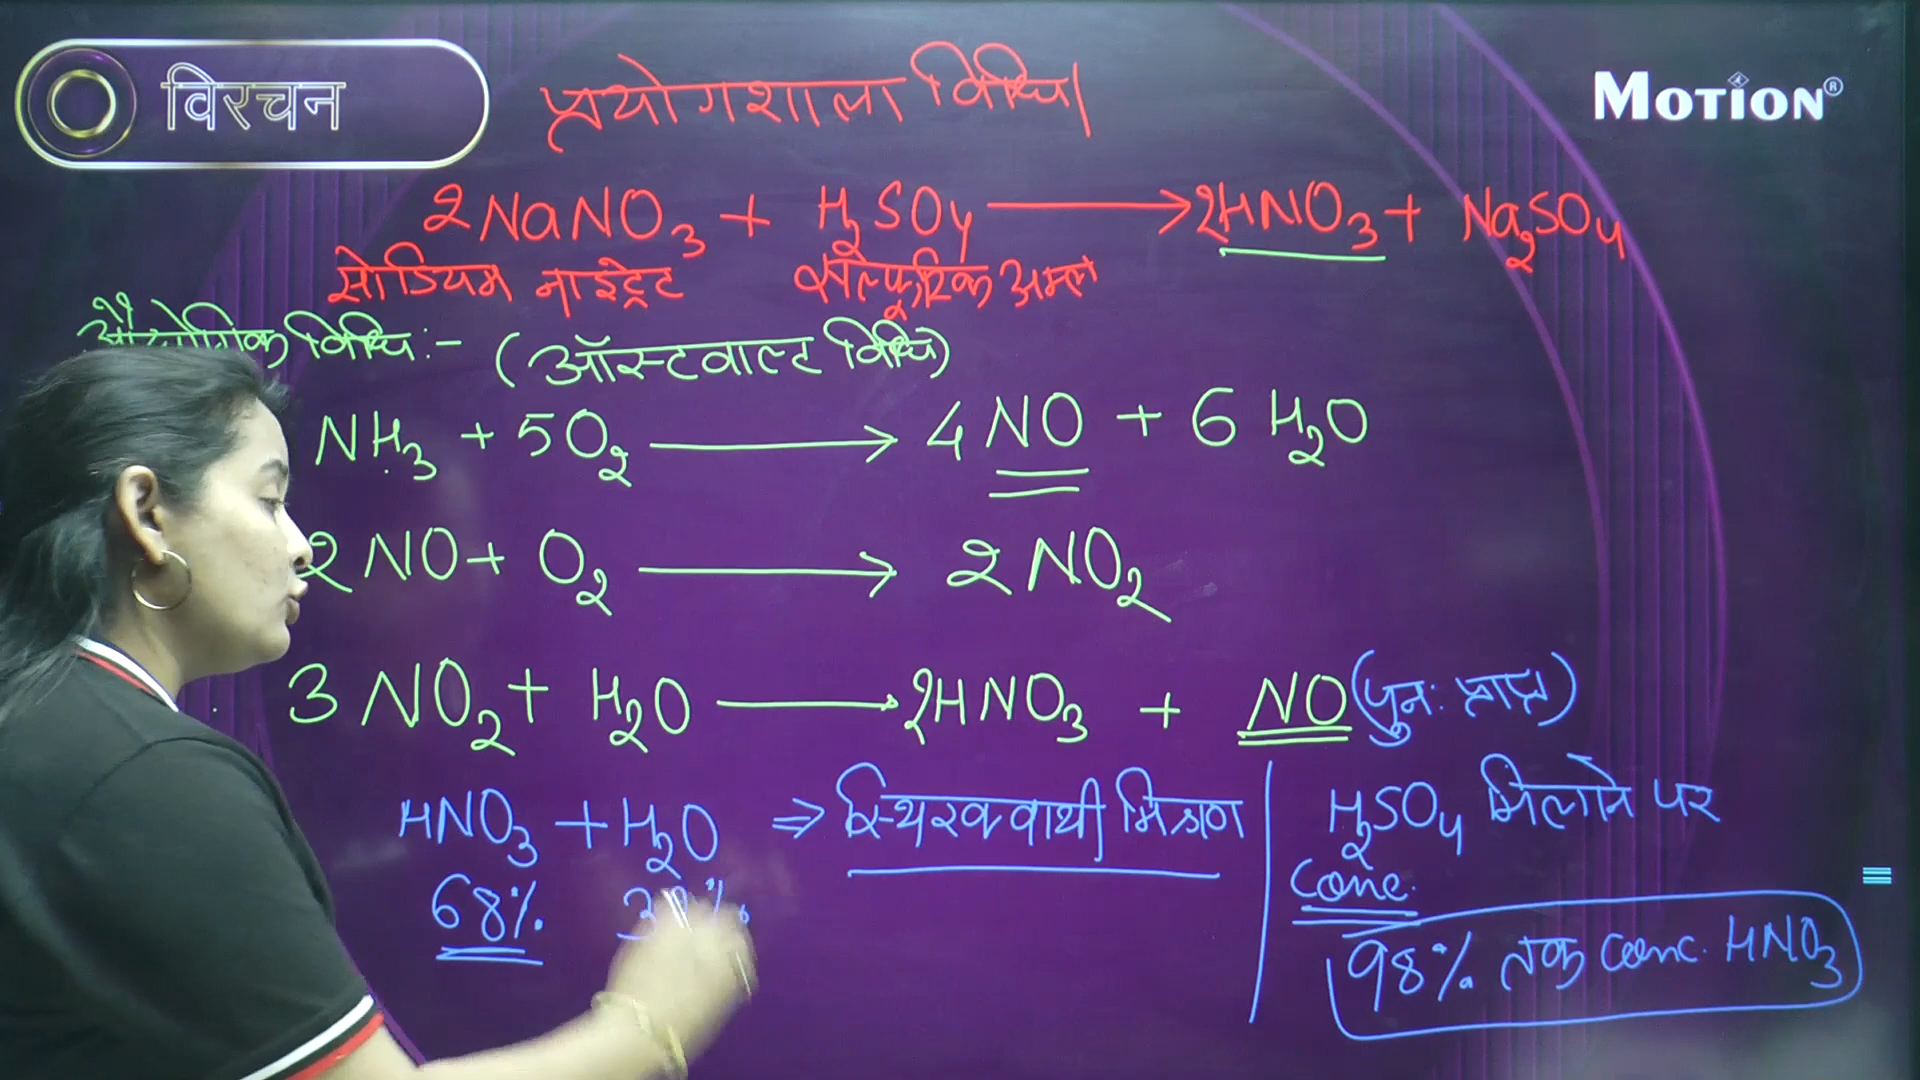 विरचन
प्रयोगशाला विधि
MOTION®
2NaNO₃ + H₂SO₄ → 2HNO₃ + Na₂SO₄
सोडियम नाइट्रेट सल्फ्यूरिक अम्ल
औद्योगिक विधि :- (ऑस्टवाल्ट विधि)
NH₃ + 5O₂ → 4NO + 6H₂O
2NO + O₂ → 2NO₂
3NO₂ + H₂O → 2HNO₃ + NO (पुनः प्राप्त)
HNO₃ + H₂O ⇒ स्थिरक्वाथी मिश्रण
68%
H₂SO₄ मिलाने पर
Conc.
98% तक conc. HNO₃